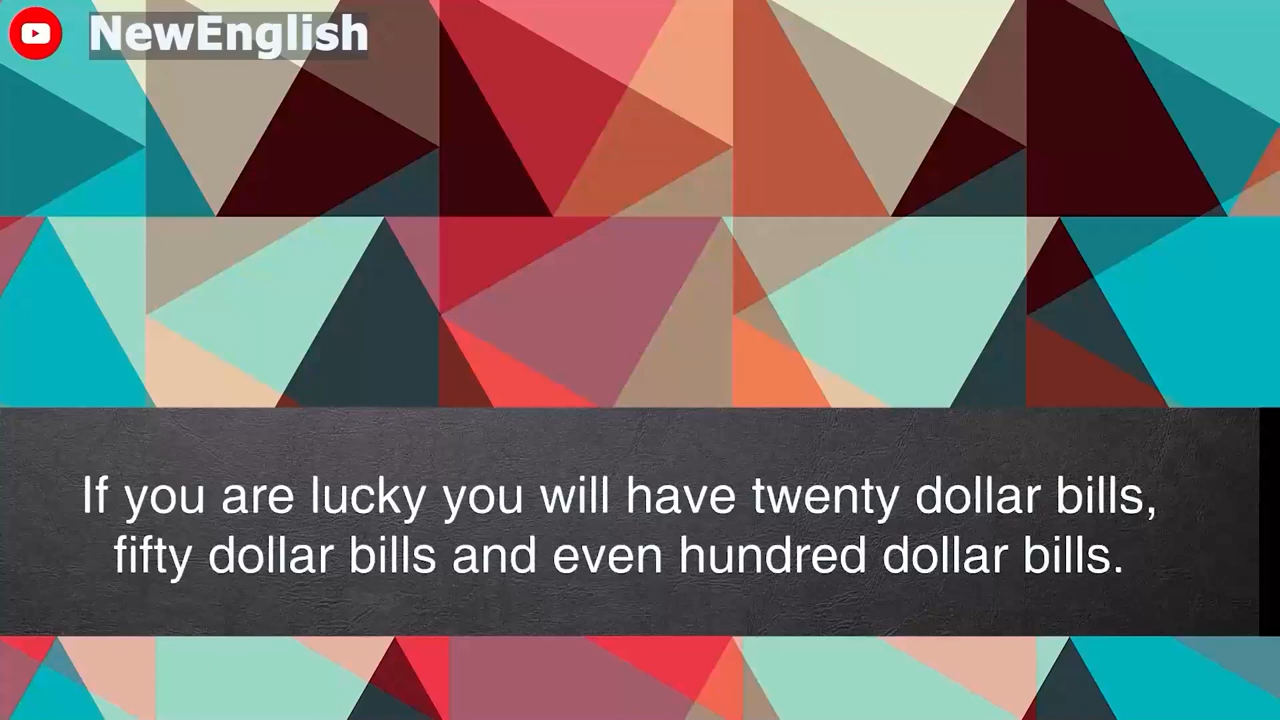 NewEnglish
If you are lucky you will have twenty dollar bills,
fifty dollar bills and even hundred dollar bills.